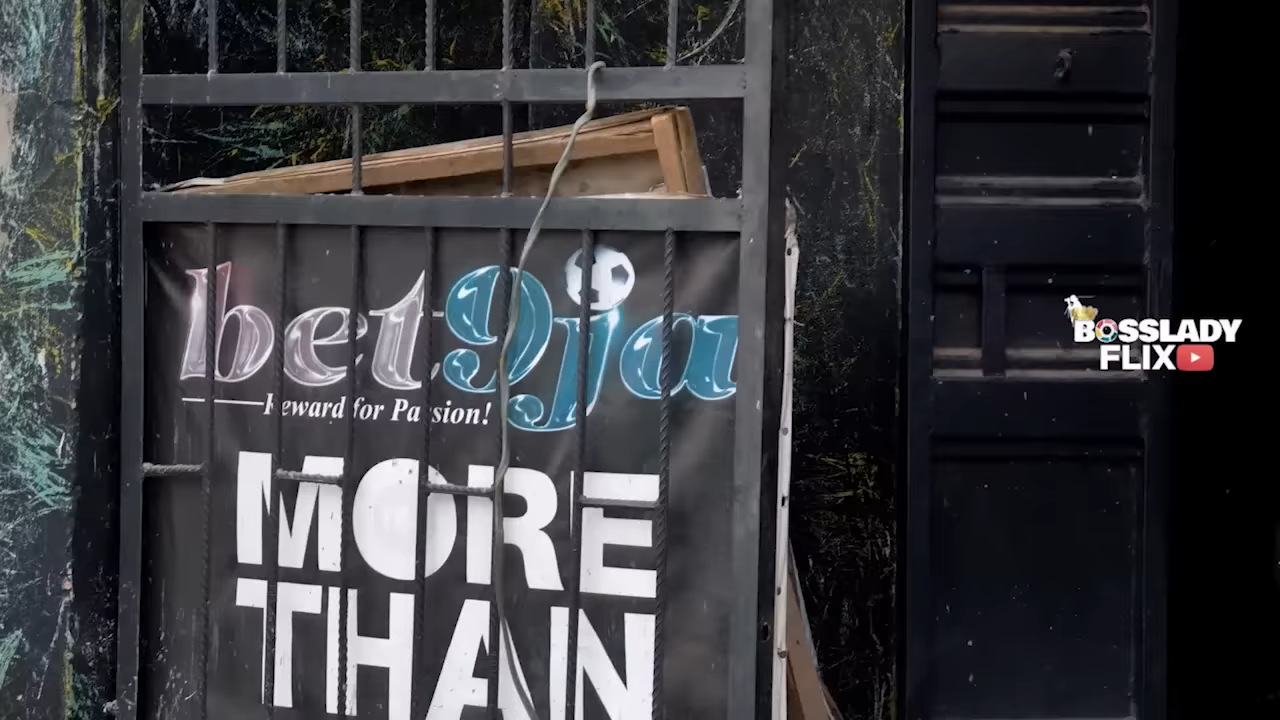 bet9ja
Reward for Passion!
MORE
THAN
BOSSLADY
FLIX